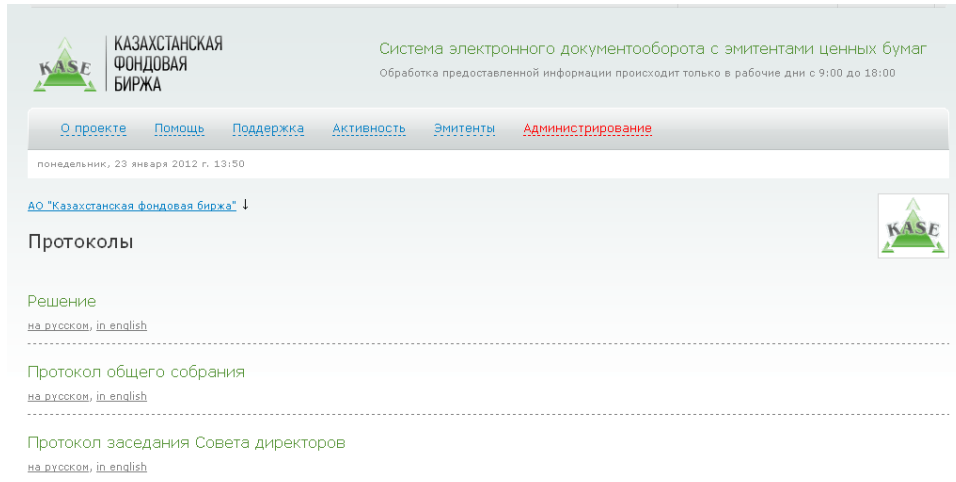 KASE
КАЗАХСТАНСКАЯ
ФОНДОВАЯ
БИРЖА
Система электронного документооборота с эмитентами ценных бумаг
Обработка предоставленной информации происходит только в рабочие дни с 9:00 до 18:00
О проекте Помощь Поддержка Активность Эмитенты Администрирование
понедельник, 23 января 2012 г. 13:50
АО "Казахстанская фондовая биржа" ↓
KASE
Протоколы
Решение
на русском, in english
Протокол общего собрания
на русском, in english
Протокол заседания Совета директоров
на русском, in english